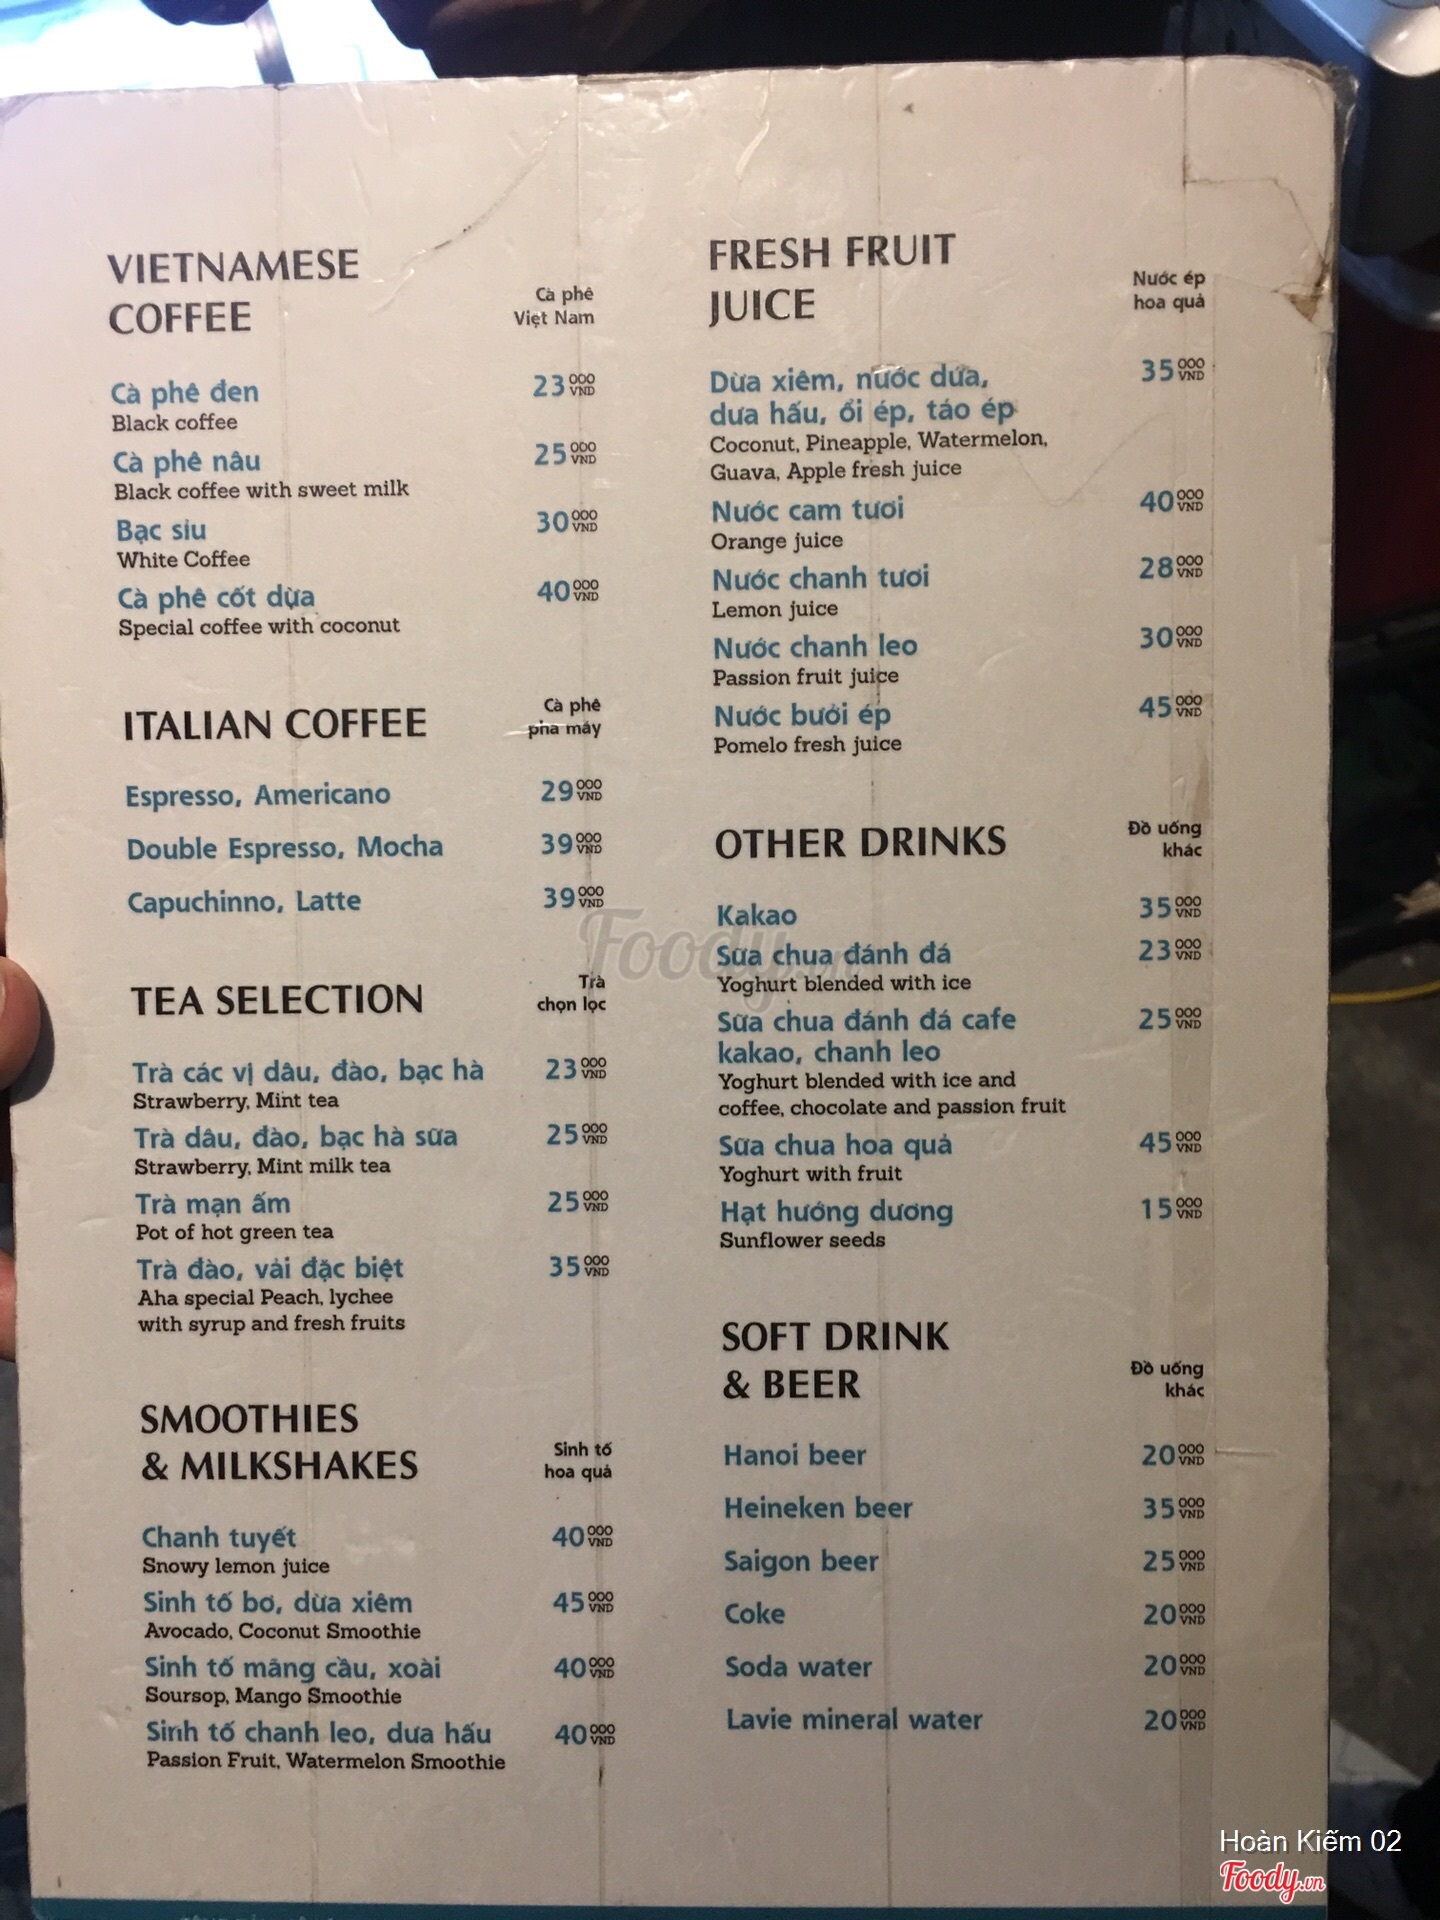 VIETNAMESE
COFFEE
Cà phê
Việt Nam
Cà phê đen 23 000 VND
Black coffee
Cà phê nâu 25 000 VND
Black coffee with sweet milk
Bạc siu 30 000 VND
White Coffee
Cà phê cốt dừa 40 000 VND
Special coffee with coconut
ITALIAN COFFEE
Cà phê
pha máy
Espresso, Americano 29 000 VND
Double Espresso, Mocha 39 000 VND
Capuchinno, Latte 39 000 VND
TEA SELECTION
Trà
chọn lọc
Trà các vị dâu, đào, bạc hà 23 000 VND
Strawberry, Mint tea
Trà dâu, đào, bạc hà sữa 25 000 VND
Strawberry, Mint milk tea
Trà mạn ấm 25 000 VND
Pot of hot green tea
Trà đào, vải đặc biệt 35 000 VND
Aha special Peach, lychee
with syrup and fresh fruits
SMOOTHIES
& MILKSHAKES
Sinh tố
hoa quả
Chanh tuyết 40 000 VND
Snowy lemon juice
Sinh tố bơ, dừa xiêm 45 000 VND
Avocado, Coconut Smoothie
Sinh tố mãng cầu, xoài 40 000 VND
Soursop, Mango Smoothie
Sinh tố chanh leo, dưa hấu 40 000 VND
Passion Fruit, Watermelon Smoothie
FRESH FRUIT
JUICE
Nước ép
hoa quả
Dừa xiêm, nước dứa, 35 000 VND
dưa hấu, ổi ép, táo ép
Coconut, Pineapple, Watermelon,
Guava, Apple fresh juice
Nước cam tươi 40 000 VND
Orange juice
Nước chanh tươi 28 000 VND
Lemon juice
Nước chanh leo 30 000 VND
Passion fruit juice
Nước bưởi ép 45 000 VND
Pomelo fresh juice
OTHER DRINKS
Đồ uống
khác
Kakao 35 000 VND
Sữa chua đánh đá 23 000 VND
Yoghurt blended with ice
Sữa chua đánh đá cafe 25 000 VND
kakao, chanh leo
Yoghurt blended with ice and
coffee, chocolate and passion fruit
Sữa chua hoa quả 45 000 VND
Yoghurt with fruit
Hạt hướng dương 15 000 VND
Sunflower seeds
SOFT DRINK
& BEER
Đồ uống
khác
Hanoi beer 20 000 VND
Heineken beer 35 000 VND
Saigon beer 25 000 VND
Coke 20 000 VND
Soda water 20 000 VND
Lavie mineral water 20 000 VND
Foody.vn
Hoàn Kiếm 02
Foody.vn